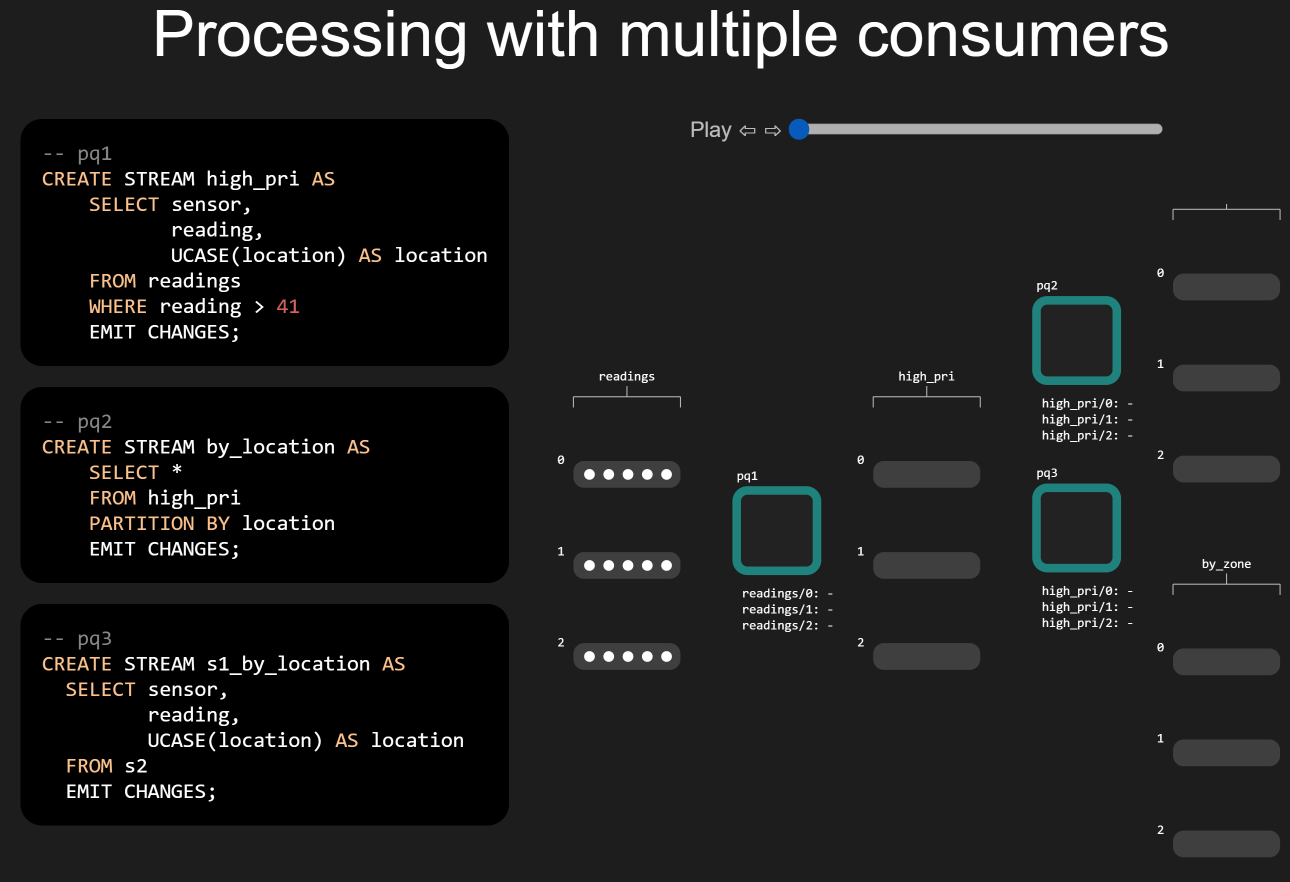 Processing with multiple consumers
Play ⇦ ⇨
-- pq1
CREATE STREAM high_pri AS
    SELECT sensor,
           reading,
           UCASE(location) AS location
    FROM readings
    WHERE reading > 41
    EMIT CHANGES;
-- pq2
CREATE STREAM by_location AS
    SELECT *
    FROM high_pri
    PARTITION BY location
    EMIT CHANGES;
-- pq3
CREATE STREAM s1_by_location AS
  SELECT sensor,
         reading,
         UCASE(location) AS location
  FROM s2
  EMIT CHANGES;
readings
0
1
2
pq1
readings/0: -
readings/1: -
readings/2: -
high_pri
0
1
2
pq2
high_pri/0: -
high_pri/1: -
high_pri/2: -
pq3
high_pri/0: -
high_pri/1: -
high_pri/2: -
0
1
2
by_zone
0
1
2